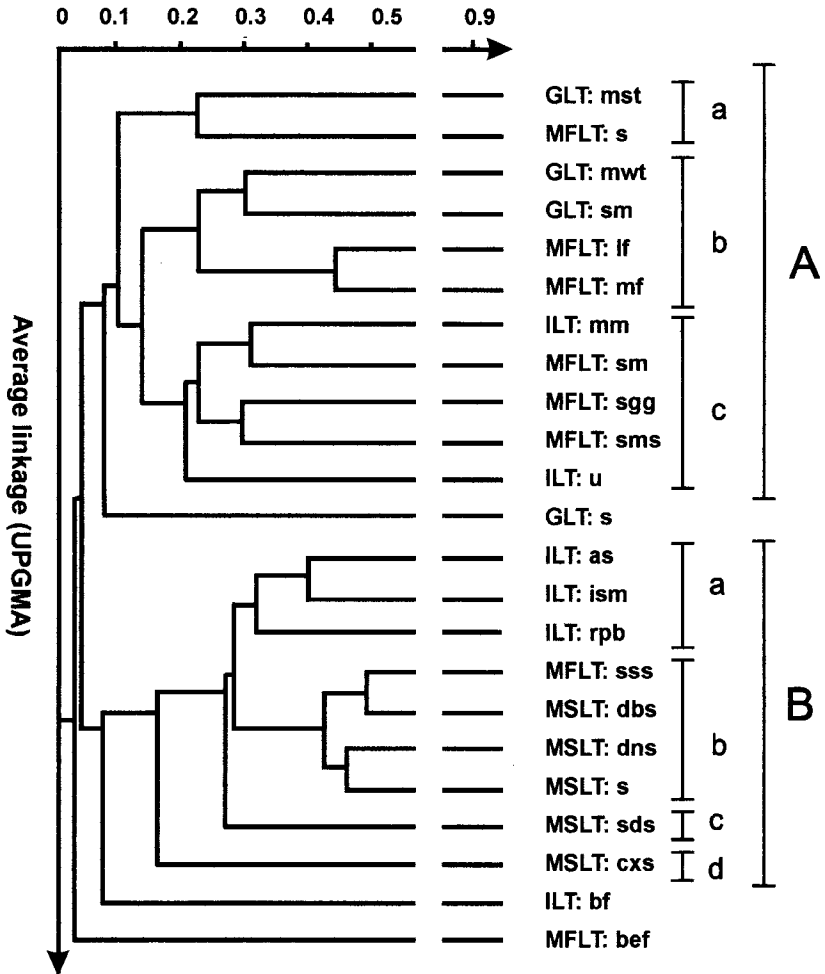 0 0.1 0.2 0.3 0.4 0.5 0.9
Average linkage (UPGMA)
GLT: mst
MFLT: s
a
GLT: mwt
GLT: sm
MFLT: lf
MFLT: mf
b
A
ILT: mm
MFLT: sm
MFLT: sgg
MFLT: sms
ILT: u
c
GLT: s
ILT: as
ILT: ism
ILT: rpb
a
MFLT: sss
MSLT: dbs
MSLT: dns
MSLT: s
b
B
MSLT: sds
c
MSLT: cxs
d
ILT: bf
MFLT: bef